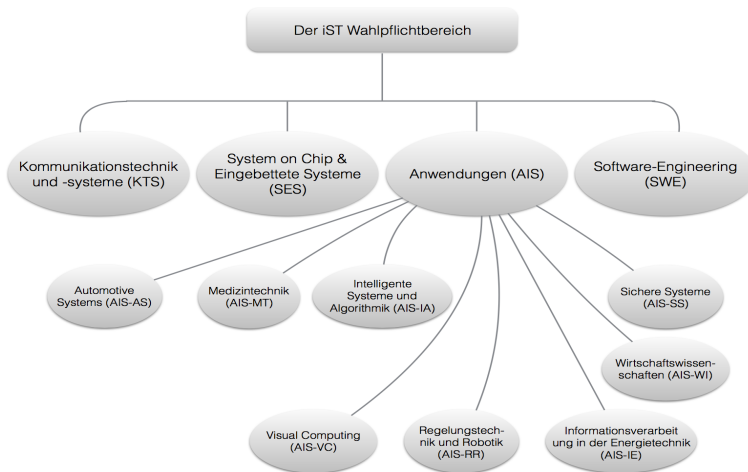 Der iST Wahlpflichtbereich
Kommunikationstechnik
und -systeme (KTS)
System on Chip &
Eingebettete Systeme
(SES)
Anwendungen (AIS)
Software-Engineering
(SWE)
Automotive
Systems (AIS-AS)
Medizintechnik
(AIS-MT)
Intelligente
Systeme und
Algorithmik (AIS-IA)
Sichere Systeme
(AIS-SS)
Wirtschaftswissen-
schaften (AIS-WI)
Visual Computing
(AIS-VC)
Regelungstech-
nik und Robotik
(AIS-RR)
Informationsverarbeit
ung in der Energietechnik
(AIS-IE)